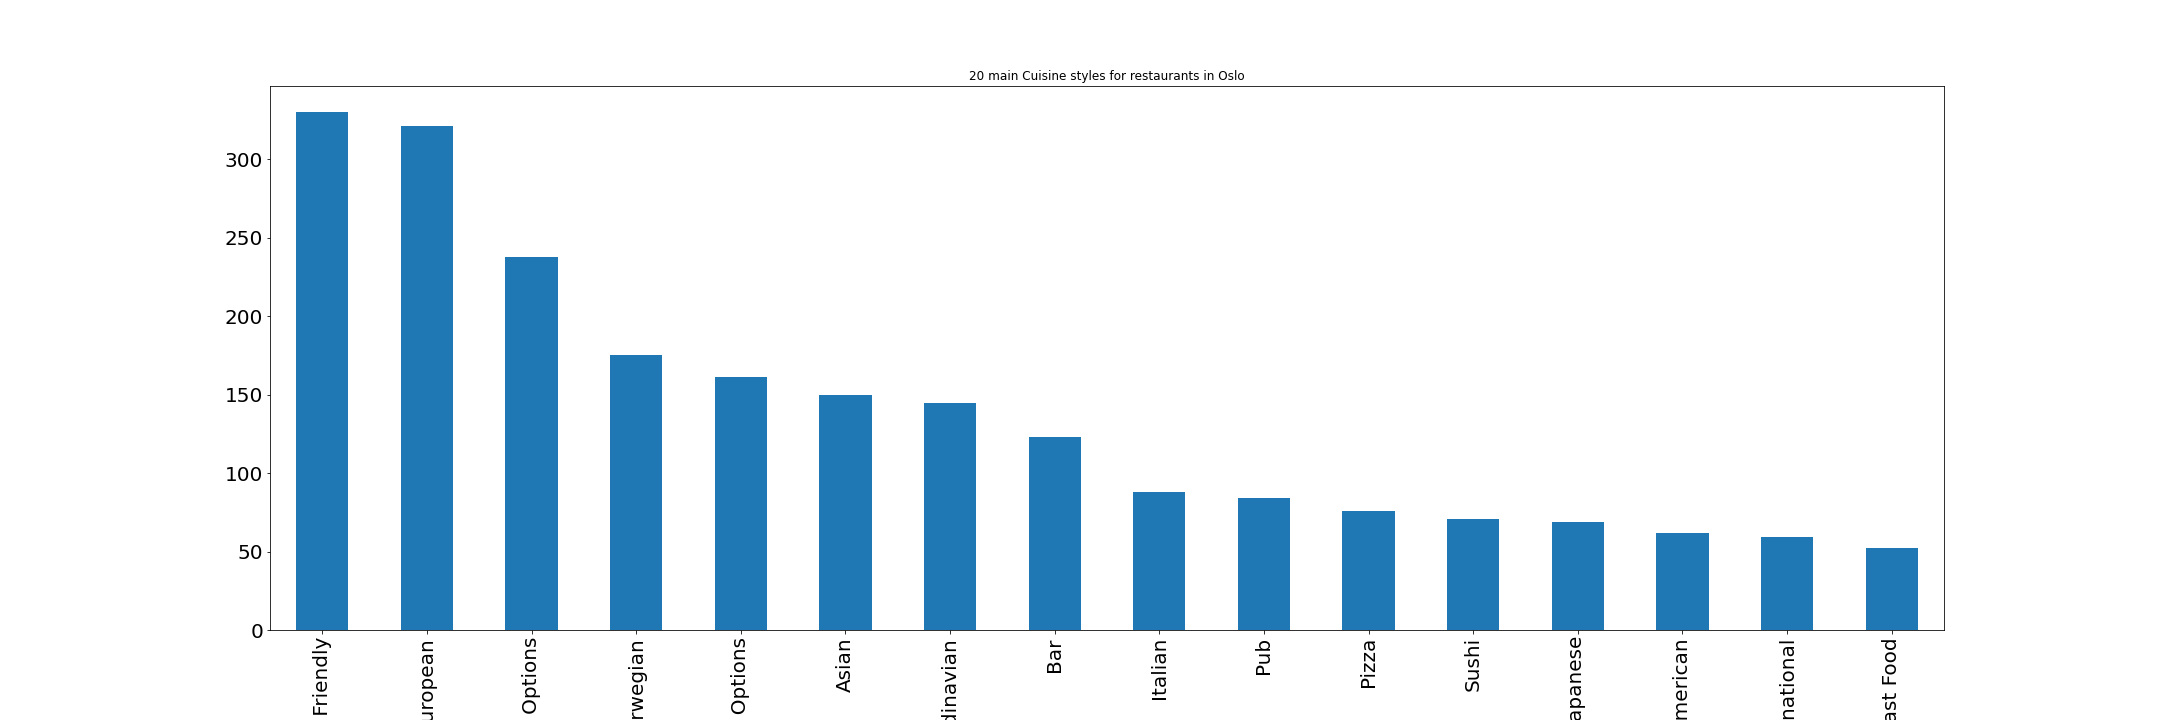 20 main Cuisine styles for restaurants in Oslo
300
250
200
150
100
50
0
Friendly
uropean
Options
rwegian
Options
Asian
dinavian
Bar
Italian
Pub
Pizza
Sushi
apanese
merican
national
ast Food